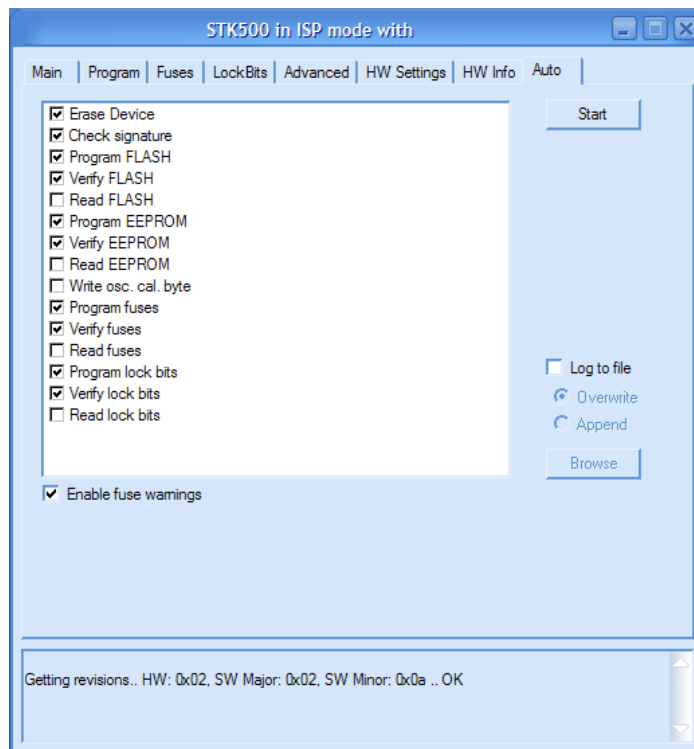 STK500 in ISP mode with
Main Program Fuses LockBits Advanced HW Settings HW Info Auto
Erase Device
Check signature
Program FLASH
Verify FLASH
Read FLASH
Program EEPROM
Verify EEPROM
Read EEPROM
Write osc. cal. byte
Program fuses
Verify fuses
Read fuses
Program lock bits
Verify lock bits
Read lock bits
Enable fuse warnings
Start
Log to file
Overwrite
Append
Browse
Getting revisions.. HW: 0x02, SW Major: 0x02, SW Minor: 0x0a .. OK